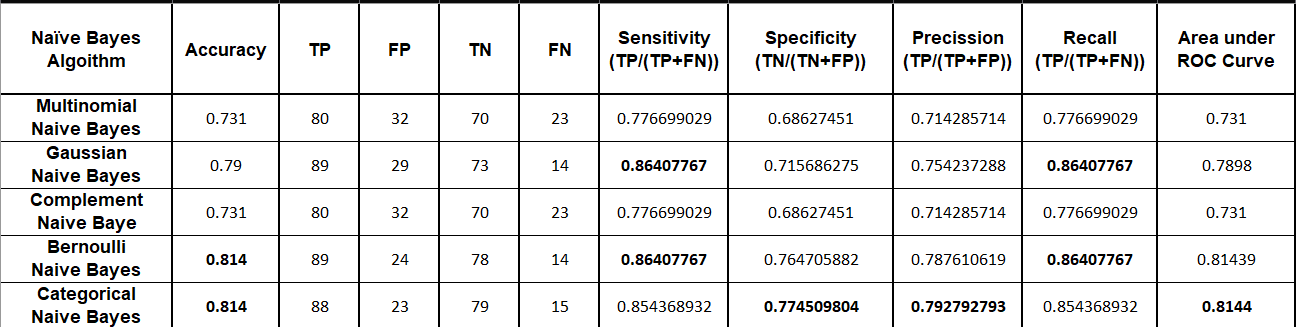 Naïve Bayes Algoithm Accuracy TP FP TN FN Sensitivity (TP/(TP+FN)) Specificity (TN/(TN+FP)) Precission (TP/(TP+FP)) Recall (TP/(TP+FN)) Area under ROC Curve
Multinomial Naive Bayes 0.731 80 32 70 23 0.776699029 0.68627451 0.714285714 0.776699029 0.731
Gaussian Naive Bayes 0.79 89 29 73 14 0.86407767 0.715686275 0.754237288 0.86407767 0.7898
Complement Naive Baye 0.731 80 32 70 23 0.776699029 0.68627451 0.714285714 0.776699029 0.731
Bernoulli Naive Bayes 0.814 89 24 78 14 0.86407767 0.764705882 0.787610619 0.86407767 0.81439
Categorical Naive Bayes 0.814 88 23 79 15 0.854368932 0.774509804 0.792792793 0.854368932 0.8144